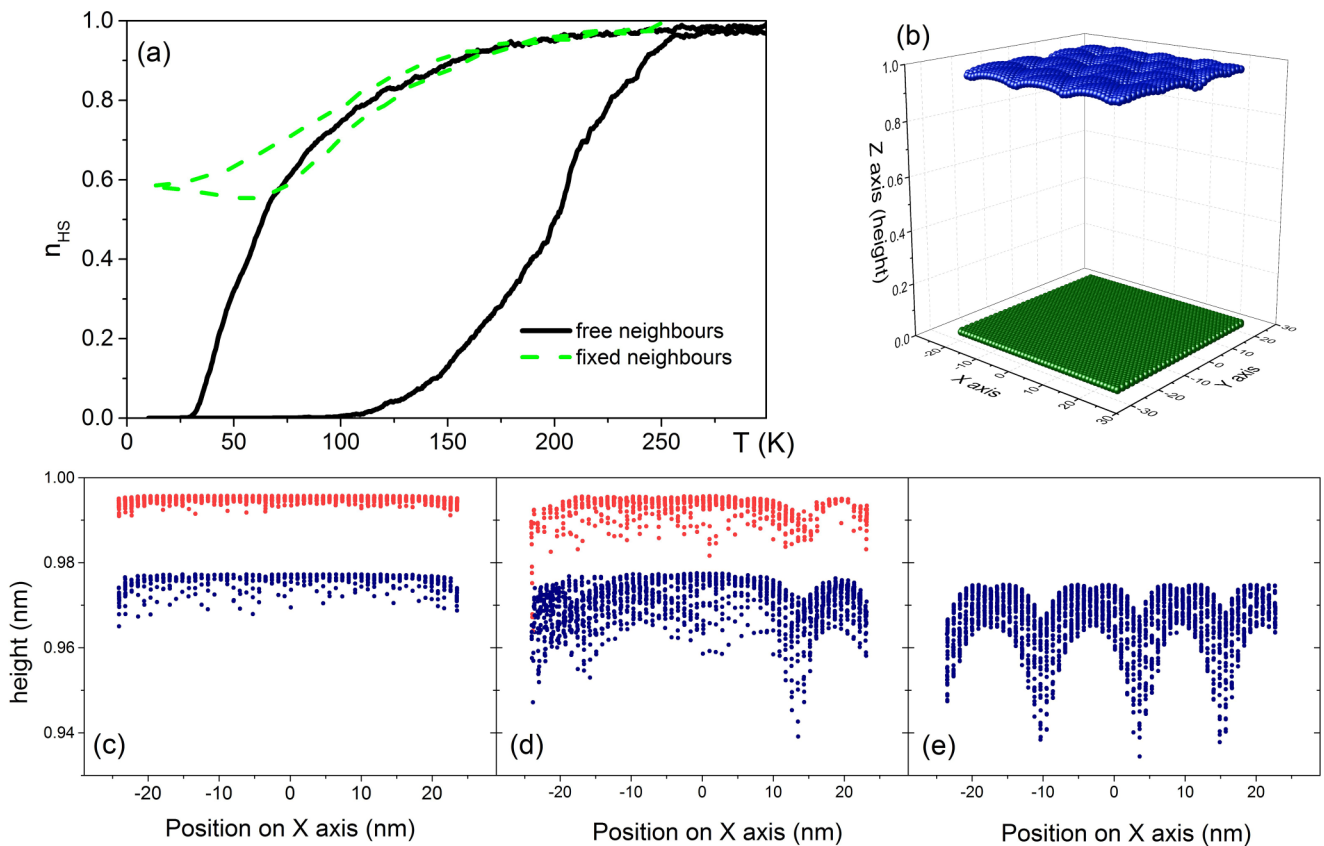 (a)
1.0
0.8
0.6
0.4
0.2
0.0
n_HS
free neighbours
fixed neighbours
0 50 100 150 200 250 T (K)
(b)
1.0
0.8
0.6
0.4
0.2
0.0
Z axis (height)
-20 -10 0 10 20 30
X axis
-30 -20 -10 0 10 20 30
Y axis
1.00
0.98
0.96
0.94
height (nm)
(c) (d) (e)
-20 -10 0 10 20 -20 -10 0 10 20 -20 -10 0 10 20
Position on X axis (nm) Position on X axis (nm) Position on X axis (nm)